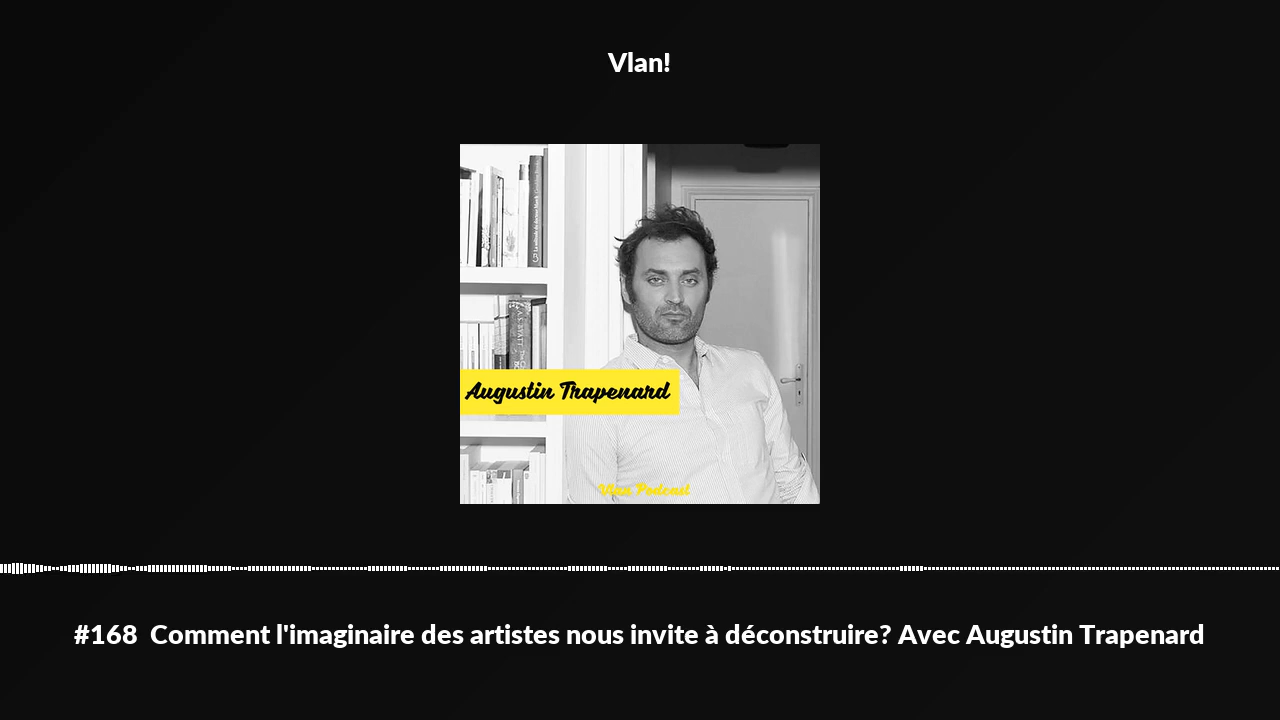 Vlan!
Augustin Trapenard
Vlan Podcast
#168 Comment l'imaginaire des artistes nous invite à déconstruire? Avec Augustin Trapenard